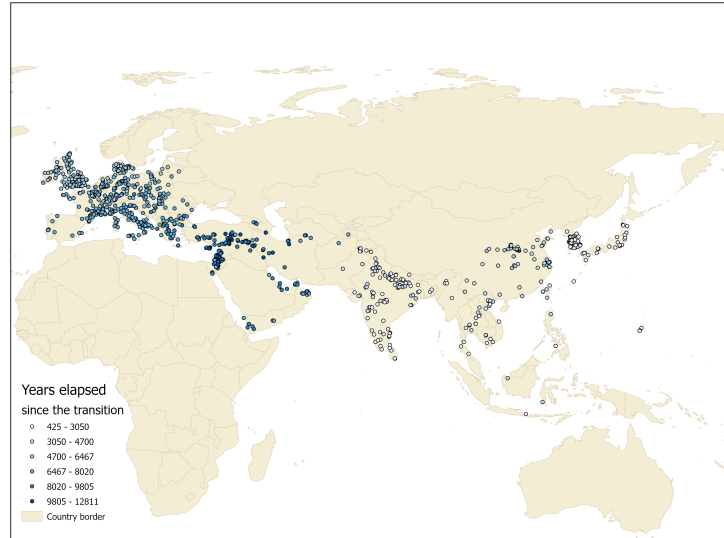 Years elapsed
since the transition
425 - 3050
3050 - 4700
4700 - 6467
6467 - 8020
8020 - 9805
9805 - 12811
Country border